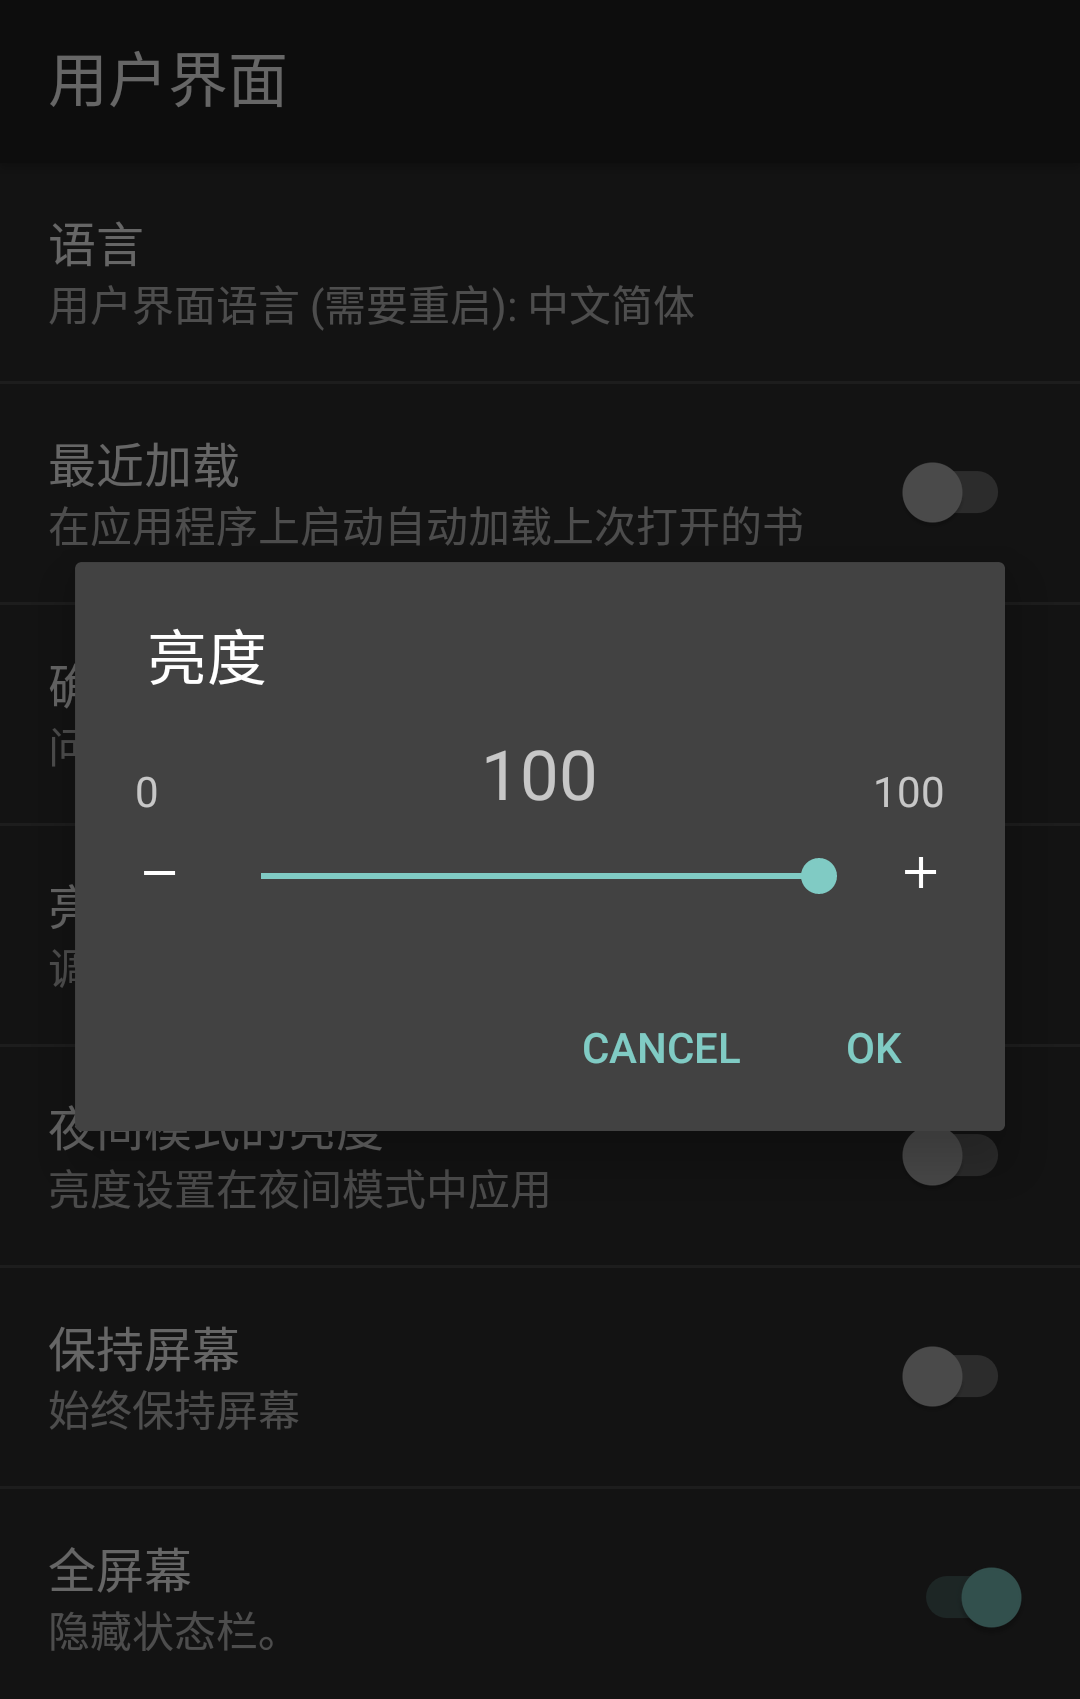 用户界面
语言
用户界面语言 (需要重启): 中文简体
最近加载
在应用程序上启动自动加载上次打开的书
亮度
0
100
100
CANCEL
OK
夜间模式的亮度
亮度设置在夜间模式中应用
保持屏幕
始终保持屏幕
全屏幕
隐藏状态栏。